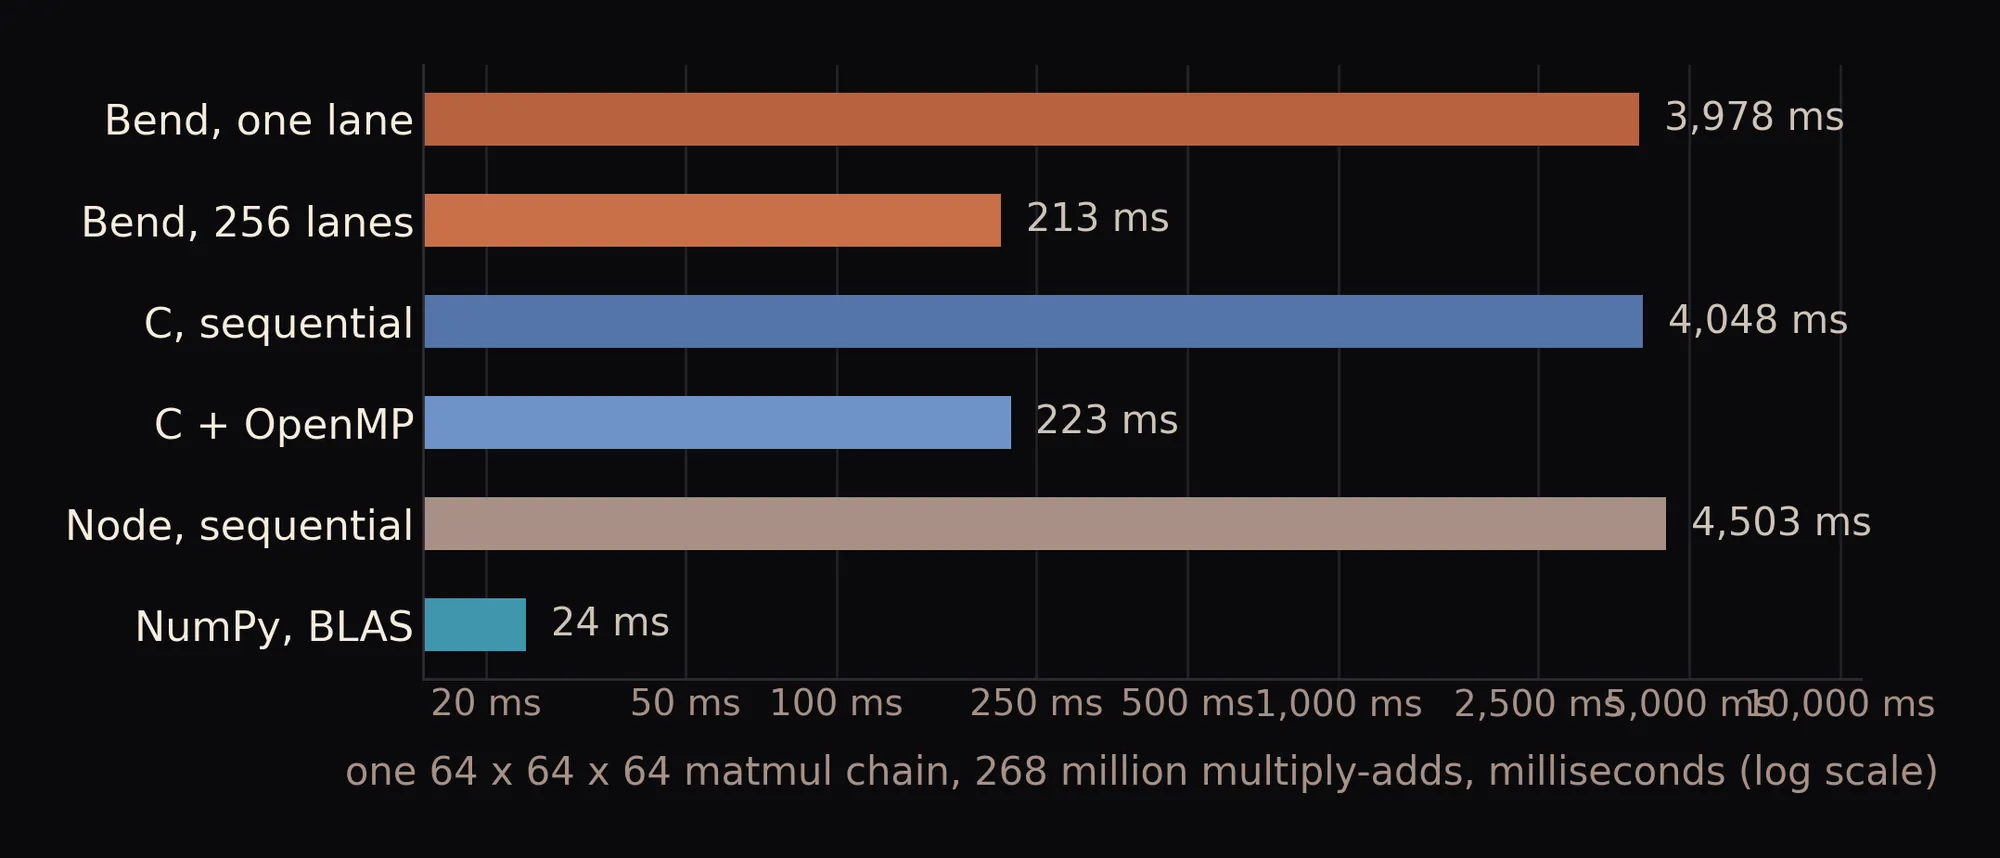 Bend, one lane 3,978 ms
Bend, 256 lanes 213 ms
C, sequential 4,048 ms
C + OpenMP 223 ms
Node, sequential 4,503 ms
NumPy, BLAS 24 ms
20 ms 50 ms 100 ms 250 ms 500 ms 1,000 ms 2,500 ms 5,000 ms 10,000 ms
one 64 x 64 x 64 matmul chain, 268 million multiply-adds, milliseconds (log scale)